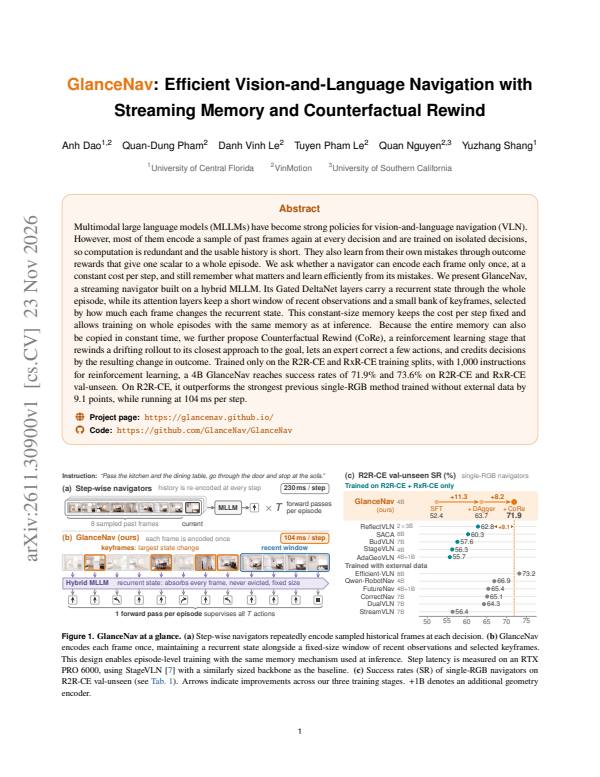 GlanceNav: Efficient Vision-and-Language Navigation with
Streaming Memory and Counterfactual Rewind
Anh Dao1,2 Quan-Dung Pham2 Danh Vinh Le2 Tuyen Pham Le2 Quan Nguyen2,3 Yuzhang Shang1
1University of Central Florida 2VinMotion 3University of Southern California
arXiv:2611.30900v1 [cs.CV] 23 Nov 2026
Abstract
Multimodal large language models (MLLMs) have become strong policies for vision-and-language navigation (VLN).
However, most of them encode a sample of past frames again at every decision and are trained on isolated decisions,
so computation is redundant and the usable history is short. They also learn from their own mistakes through outcome
rewards that give one scalar to a whole episode. We ask whether a navigator can encode each frame only once, at a
constant cost per step, and still remember what matters and learn efficiently from its mistakes. We present GlanceNav,
a streaming navigator built on a hybrid MLLM. Its Gated DeltaNet layers carry a recurrent state through the whole
episode, while its attention layers keep a short window of recent observations and a small bank of keyframes, selected
by how much each frame changes the recurrent state. This constant-size memory keeps the cost per step fixed and
allows training on whole episodes with the same memory as at inference. Because the entire memory can also
be copied in constant time, we further propose Counterfactual Rewind (CoRe), a reinforcement learning stage that
rewinds a drifting rollout to its closest approach to the goal, lets an expert correct a few actions, and credits decisions
by the resulting change in outcome. Trained only on the R2R-CE and RxR-CE training splits, with 1,000 instructions
for reinforcement learning, a 4B GlanceNav reaches success rates of 71.9% and 73.6% on R2R-CE and RxR-CE
val-unseen. On R2R-CE, it outperforms the strongest previous single-RGB method trained without external data by
9.1 points, while running at 104 ms per step.
Project page: https://glancenav.github.io/
Code: https://github.com/GlanceNav/GlanceNav
Instruction: "Pass the kitchen and the dining table, go through the door and stop at the sofa."
(a) Step-wise navigators history is re-encoded at every step 230 ms / step
MLLM × T forward passes per episode
8 sampled past frames current
(b) GlanceNav (ours) each frame is encoded once 104 ms / step
keyframes: largest state change recent window
Hybrid MLLM recurrent state: absorbs every frame, never evicted, fixed size
1 forward pass per episode supervises all T actions
(c) R2R-CE val-unseen SR (%) single-RGB navigators
Trained on R2R-CE + RxR-CE only
+11.3 +8.2
GlanceNav 4B (ours)
SFT + DAgger + CoRe
52.4 63.7 71.9
ReflectVLN 2×3B 62.8 +9.1
SACA 8B 60.3
BudVLN 7B 57.6
StageVLN 4B 56.3
AdaGeoVLN 4B+1B 55.7
Trained with external data
Efficient-VLN 8B 73.2
Qwen-RobotNav 4B 66.9
FutureNav 4B+1B 65.4
CorrectNav 7B 65.1
DualVLN 7B 64.3
StreamVLN 7B 56.4
50 55 60 65 70 75
Figure 1. GlanceNav at a glance. (a) Step-wise navigators repeatedly encode sampled historical frames at each decision. (b) GlanceNav
encodes each frame once, maintaining a recurrent state alongside a fixed-size window of recent observations and selected keyframes.
This design enables episode-level training with the same memory mechanism used at inference. Step latency is measured on an RTX
PRO 6000, using StageVLN [7] with a similarly sized backbone as the baseline. (c) Success rates (SR) of single-RGB navigators on
R2R-CE val-unseen (see Tab. 1). Arrows indicate improvements across our three training stages. +1B denotes an additional geometry
encoder.
1